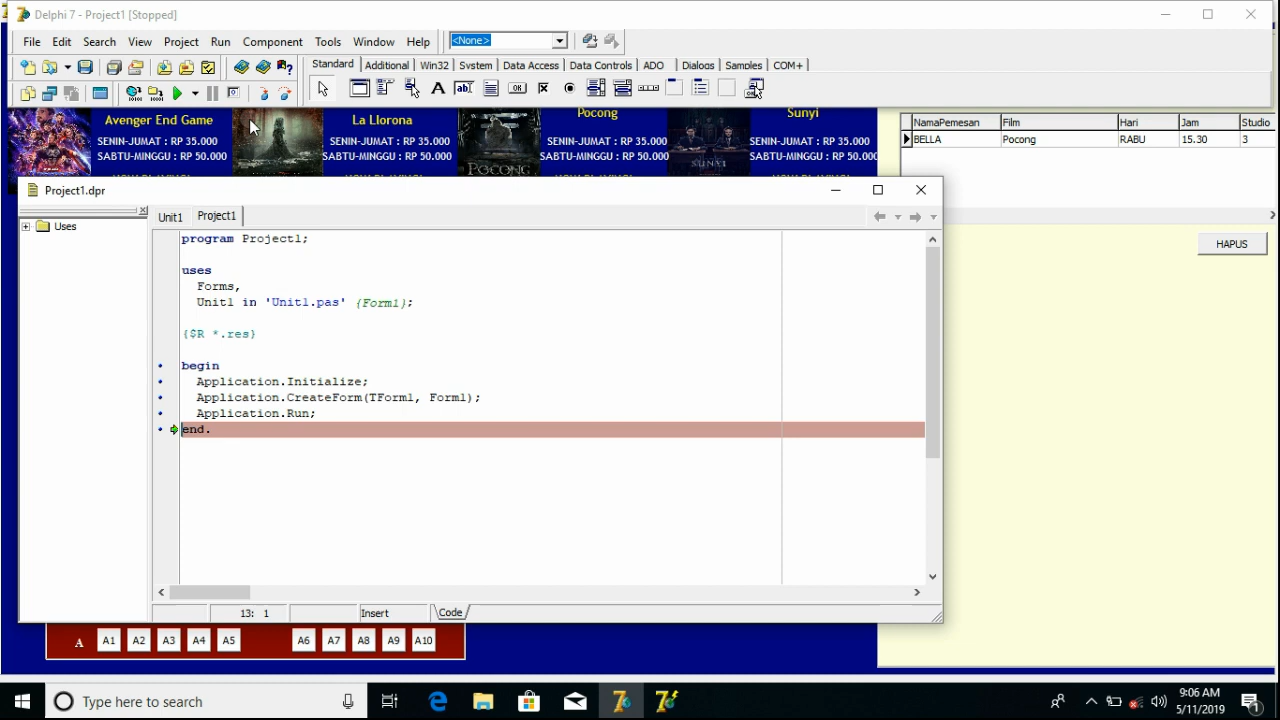 Delphi 7 - Project1 [Stopped]
File Edit Search View Project Run Component Tools Window Help <None>
Standard Additional Win32 System Data Access Data Controls ADO Dialogs Samples COM+
Avenger End Game La Llorona Pocong Sunyi
SENIN-JUMAT : RP 35.000 SENIN-JUMAT : RP 35.000 SENIN-JUMAT : RP 35.000 SENIN-JUMAT : RP 35.000
SABTU-MINGGU : RP 50.000 SABTU-MINGGU : RP 50.000 SABTU-MINGGU : RP 50.000 SABTU-MINGGU : RP 50.000
POCONG SUNYI
NamaPemesan Film Hari Jam Studio
BELLA Pocong RABU 15.30 3
HAPUS
Project1.dpr
Unit1 Project1
Uses
program Project1;
uses
Forms,
Unit1 in 'Unit1.pas' {Form1};
{$R *.res}
begin
Application.Initialize;
Application.CreateForm(TForm1, Form1);
Application.Run;
end.
13: 1 Insert Code
A A1 A2 A3 A4 A5 A6 A7 A8 A9 A10
Type here to search
9:06 AM
5/11/2019
1